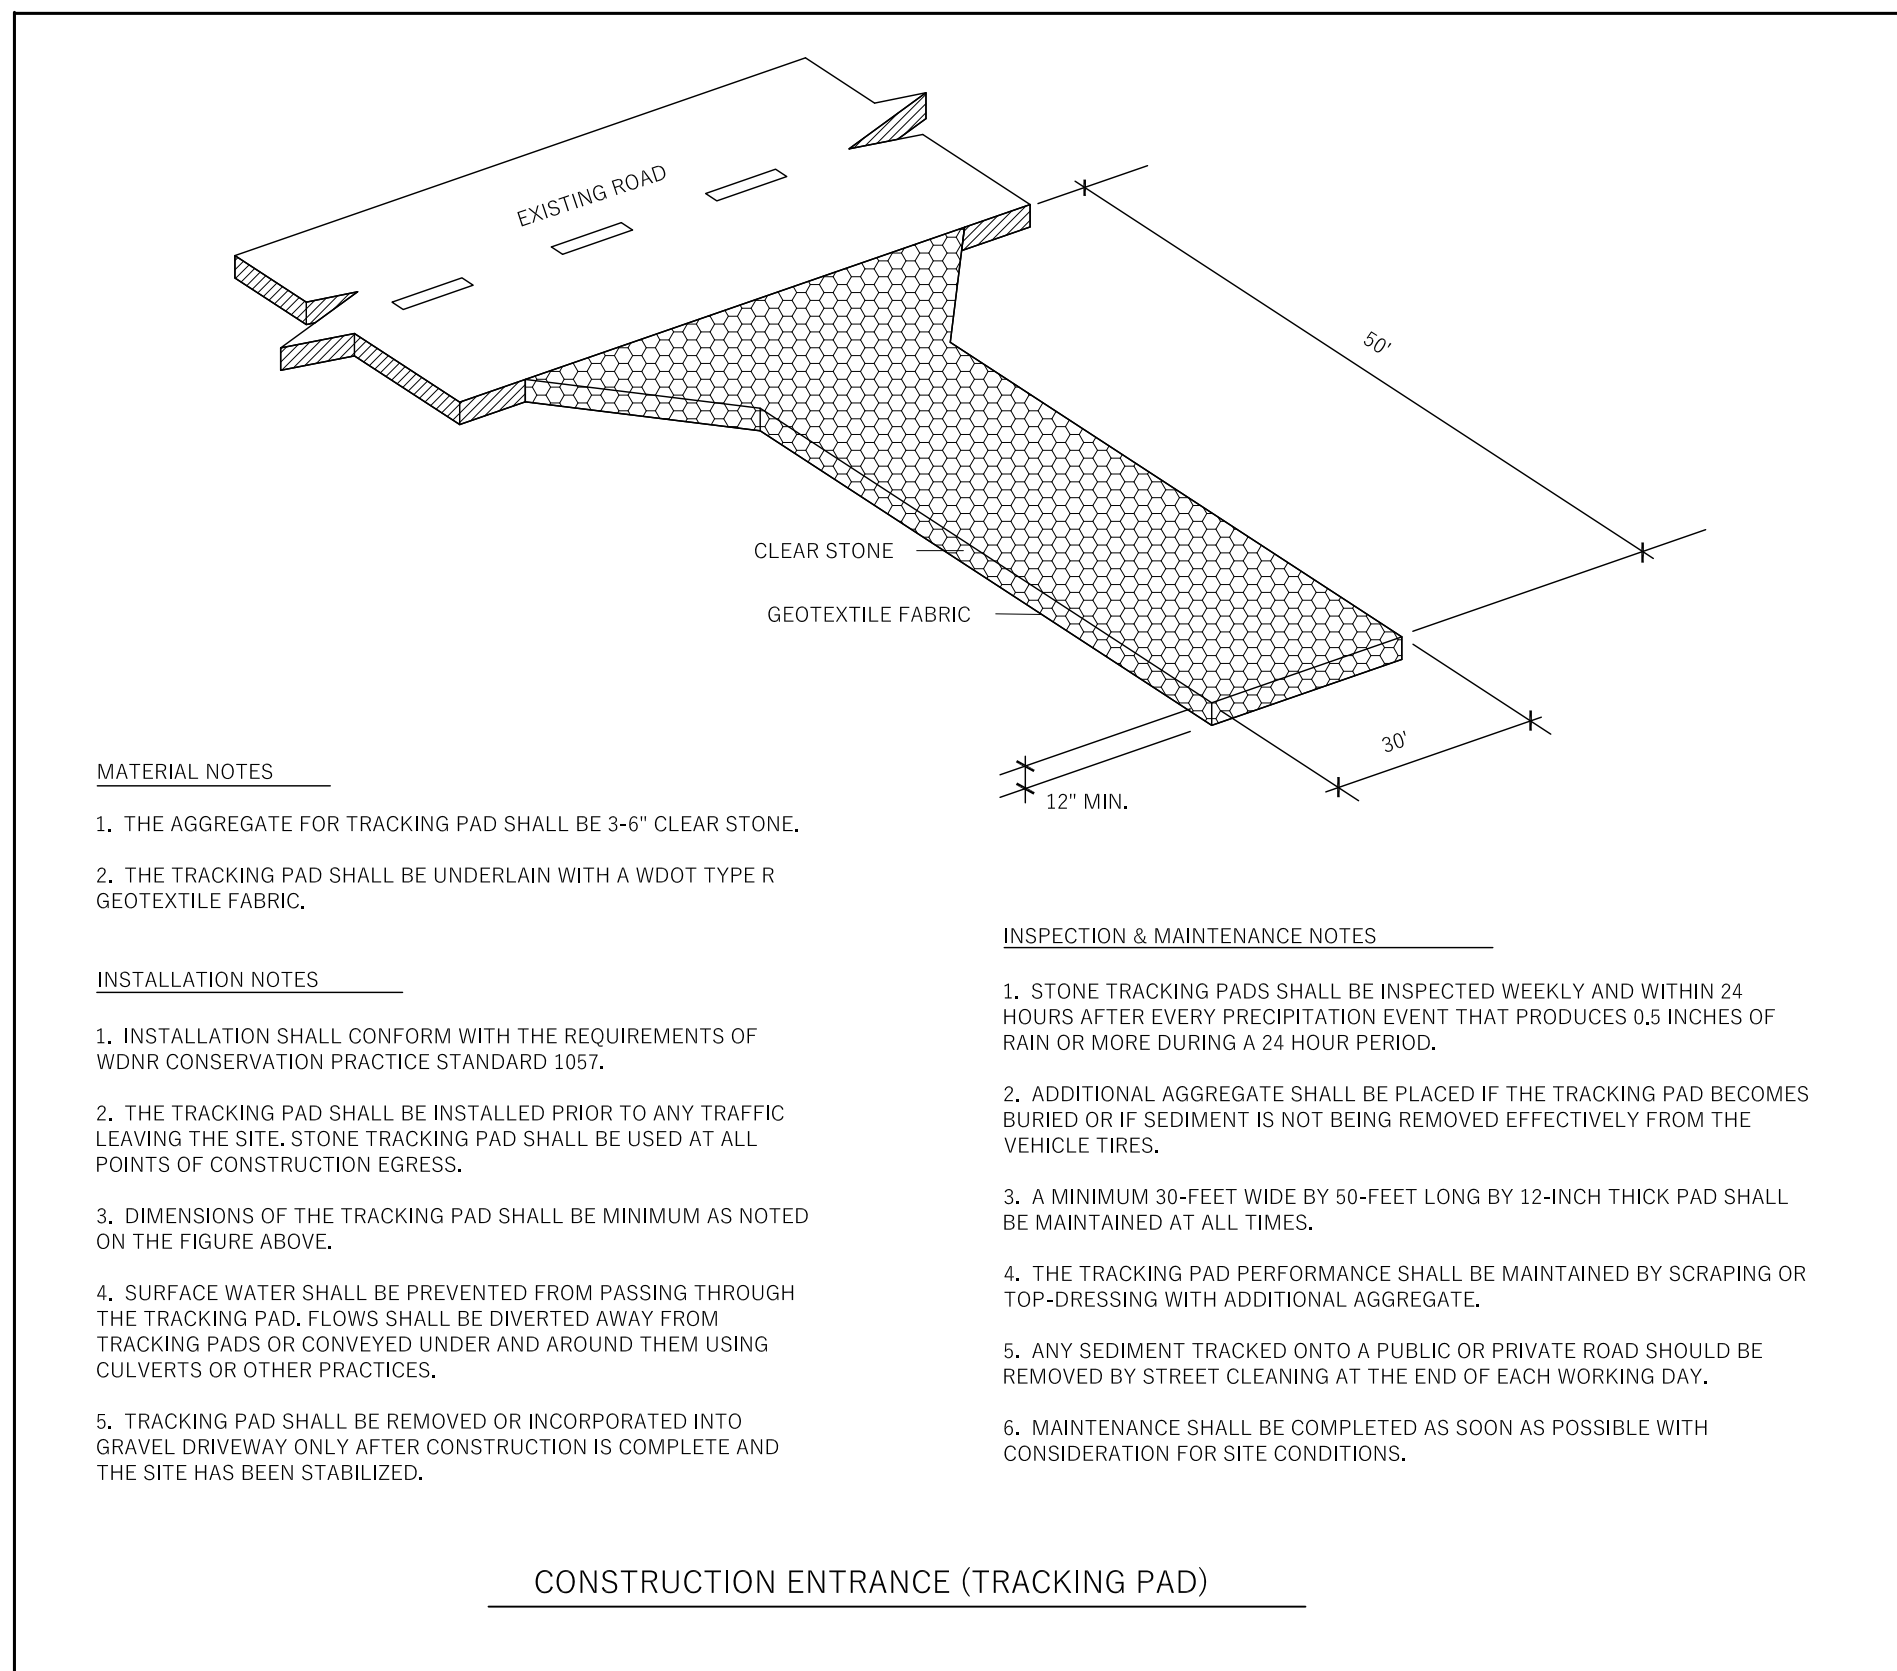 EXISTING ROAD
50'
CLEAR STONE
GEOTEXTILE FABRIC
30'
12" MIN.
MATERIAL NOTES
1. THE AGGREGATE FOR TRACKING PAD SHALL BE 3-6" CLEAR STONE.
2. THE TRACKING PAD SHALL BE UNDERLAIN WITH A WDOT TYPE R
GEOTEXTILE FABRIC.
INSTALLATION NOTES
1. INSTALLATION SHALL CONFORM WITH THE REQUIREMENTS OF
WDNR CONSERVATION PRACTICE STANDARD 1057.
2. THE TRACKING PAD SHALL BE INSTALLED PRIOR TO ANY TRAFFIC
LEAVING THE SITE. STONE TRACKING PAD SHALL BE USED AT ALL
POINTS OF CONSTRUCTION EGRESS.
3. DIMENSIONS OF THE TRACKING PAD SHALL BE MINIMUM AS NOTED
ON THE FIGURE ABOVE.
4. SURFACE WATER SHALL BE PREVENTED FROM PASSING THROUGH
THE TRACKING PAD. FLOWS SHALL BE DIVERTED AWAY FROM
TRACKING PADS OR CONVEYED UNDER AND AROUND THEM USING
CULVERTS OR OTHER PRACTICES.
5. TRACKING PAD SHALL BE REMOVED OR INCORPORATED INTO
GRAVEL DRIVEWAY ONLY AFTER CONSTRUCTION IS COMPLETE AND
THE SITE HAS BEEN STABILIZED.
INSPECTION & MAINTENANCE NOTES
1. STONE TRACKING PADS SHALL BE INSPECTED WEEKLY AND WITHIN 24
HOURS AFTER EVERY PRECIPITATION EVENT THAT PRODUCES 0.5 INCHES OF
RAIN OR MORE DURING A 24 HOUR PERIOD.
2. ADDITIONAL AGGREGATE SHALL BE PLACED IF THE TRACKING PAD BECOMES
BURIED OR IF SEDIMENT IS NOT BEING REMOVED EFFECTIVELY FROM THE
VEHICLE TIRES.
3. A MINIMUM 30-FEET WIDE BY 50-FEET LONG BY 12-INCH THICK PAD SHALL
BE MAINTAINED AT ALL TIMES.
4. THE TRACKING PAD PERFORMANCE SHALL BE MAINTAINED BY SCRAPING OR
TOP-DRESSING WITH ADDITIONAL AGGREGATE.
5. ANY SEDIMENT TRACKED ONTO A PUBLIC OR PRIVATE ROAD SHOULD BE
REMOVED BY STREET CLEANING AT THE END OF EACH WORKING DAY.
6. MAINTENANCE SHALL BE COMPLETED AS SOON AS POSSIBLE WITH
CONSIDERATION FOR SITE CONDITIONS.
CONSTRUCTION ENTRANCE (TRACKING PAD)